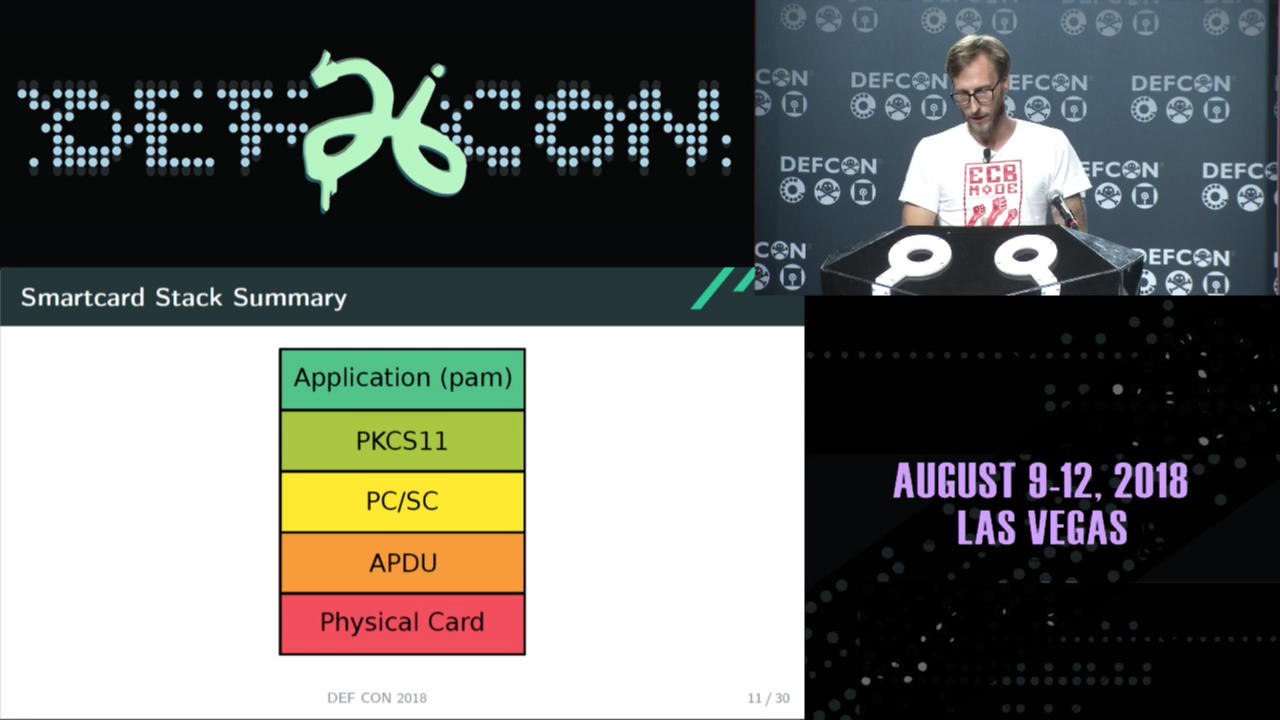 DEF 26 CON
DEFCON
DEFCON
DEFCON
DEFCON
DEFCON
DEFCON
DEFCON
ECB
MODE
Smartcard Stack Summary
Application (pam)
PKCS11
PC/SC
APDU
Physical Card
AUGUST 9-12, 2018
LAS VEGAS
DEF CON 2018
11 / 30